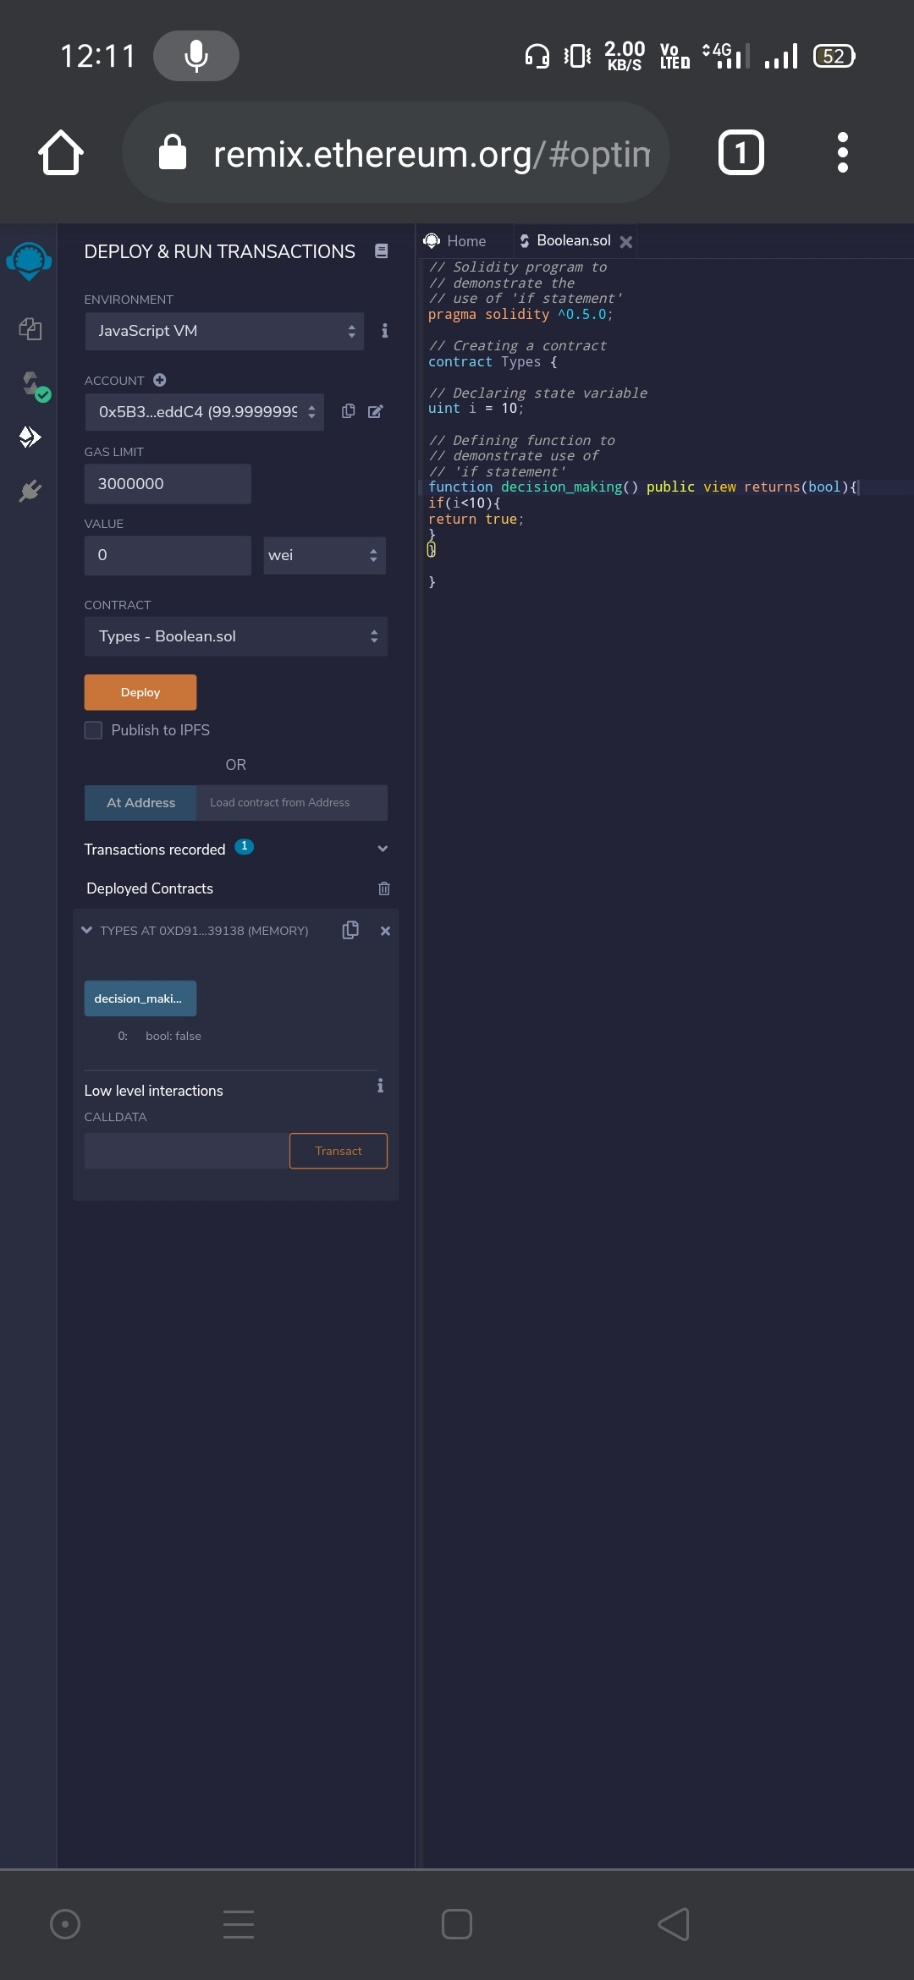 12:11
2.00
KB/S
Vo
LTE
4G
52
remix.ethereum.org/#optim
1
DEPLOY & RUN TRANSACTIONS
ENVIRONMENT
JavaScript VM
i
ACCOUNT
0x5B3...eddC4 (99.9999999
GAS LIMIT
3000000
VALUE
0
wei
CONTRACT
Types - Boolean.sol
Deploy
Publish to IPFS
OR
At Address
Load contract from Address
Transactions recorded 1
Deployed Contracts
TYPES AT 0XD91...39138 (MEMORY)
decision_maki...
0: bool: false
Low level interactions
i
CALLDATA
Transact
Home
Boolean.sol
// Solidity program to
// demonstrate the
// use of 'if statement'
pragma solidity ^0.5.0;
// Creating a contract
contract Types {
// Declaring state variable
uint i = 10;
// Defining function to
// demonstrate use of
// 'if statement'
function decision_making() public view returns(bool){
if(i<10){
return true;
}
}
}